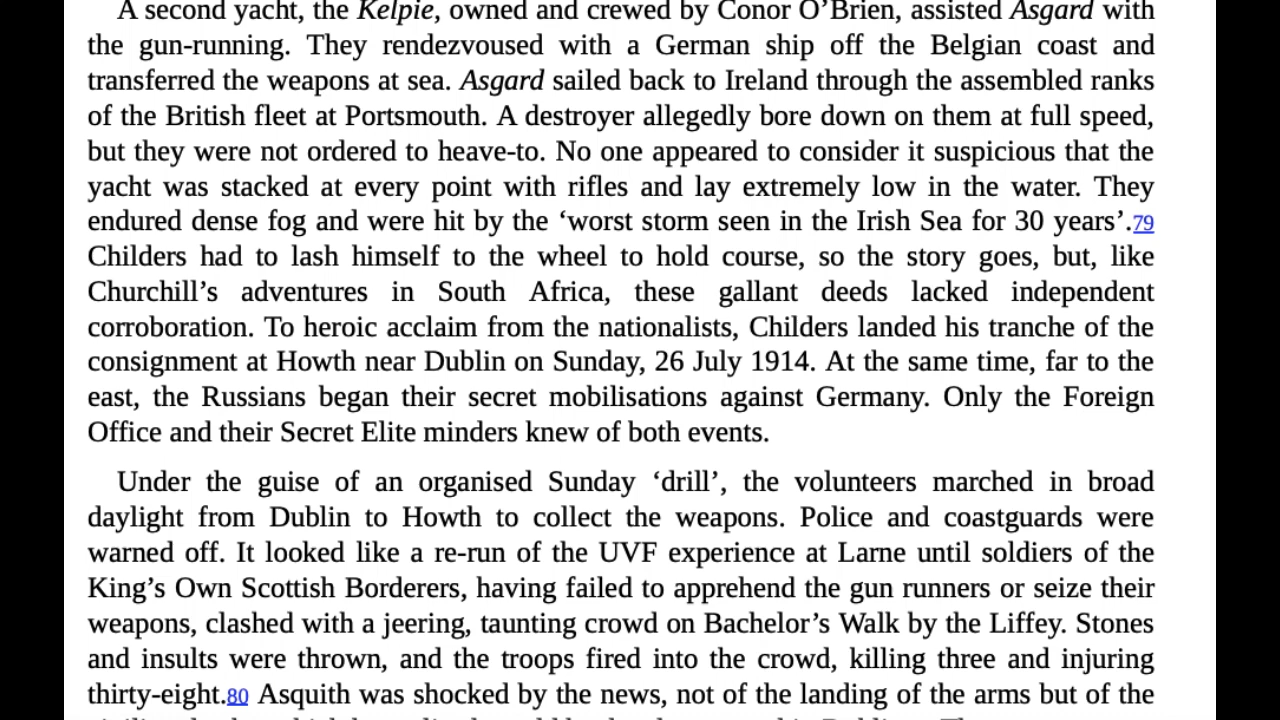 A second yacht, the Kelpie, owned and crewed by Conor O’Brien, assisted Asgard with
the gun-running. They rendezvoused with a German ship off the Belgian coast and
transferred the weapons at sea. Asgard sailed back to Ireland through the assembled ranks
of the British fleet at Portsmouth. A destroyer allegedly bore down on them at full speed,
but they were not ordered to heave-to. No one appeared to consider it suspicious that the
yacht was stacked at every point with rifles and lay extremely low in the water. They
endured dense fog and were hit by the ‘worst storm seen in the Irish Sea for 30 years’.79
Childers had to lash himself to the wheel to hold course, so the story goes, but, like
Churchill’s adventures in South Africa, these gallant deeds lacked independent
corroboration. To heroic acclaim from the nationalists, Childers landed his tranche of the
consignment at Howth near Dublin on Sunday, 26 July 1914. At the same time, far to the
east, the Russians began their secret mobilisations against Germany. Only the Foreign
Office and their Secret Elite minders knew of both events.
Under the guise of an organised Sunday ‘drill’, the volunteers marched in broad
daylight from Dublin to Howth to collect the weapons. Police and coastguards were
warned off. It looked like a re-run of the UVF experience at Larne until soldiers of the
King’s Own Scottish Borderers, having failed to apprehend the gun runners or seize their
weapons, clashed with a jeering, taunting crowd on Bachelor’s Walk by the Liffey. Stones
and insults were thrown, and the troops fired into the crowd, killing three and injuring
thirty-eight.80 Asquith was shocked by the news, not of the landing of the arms but of the